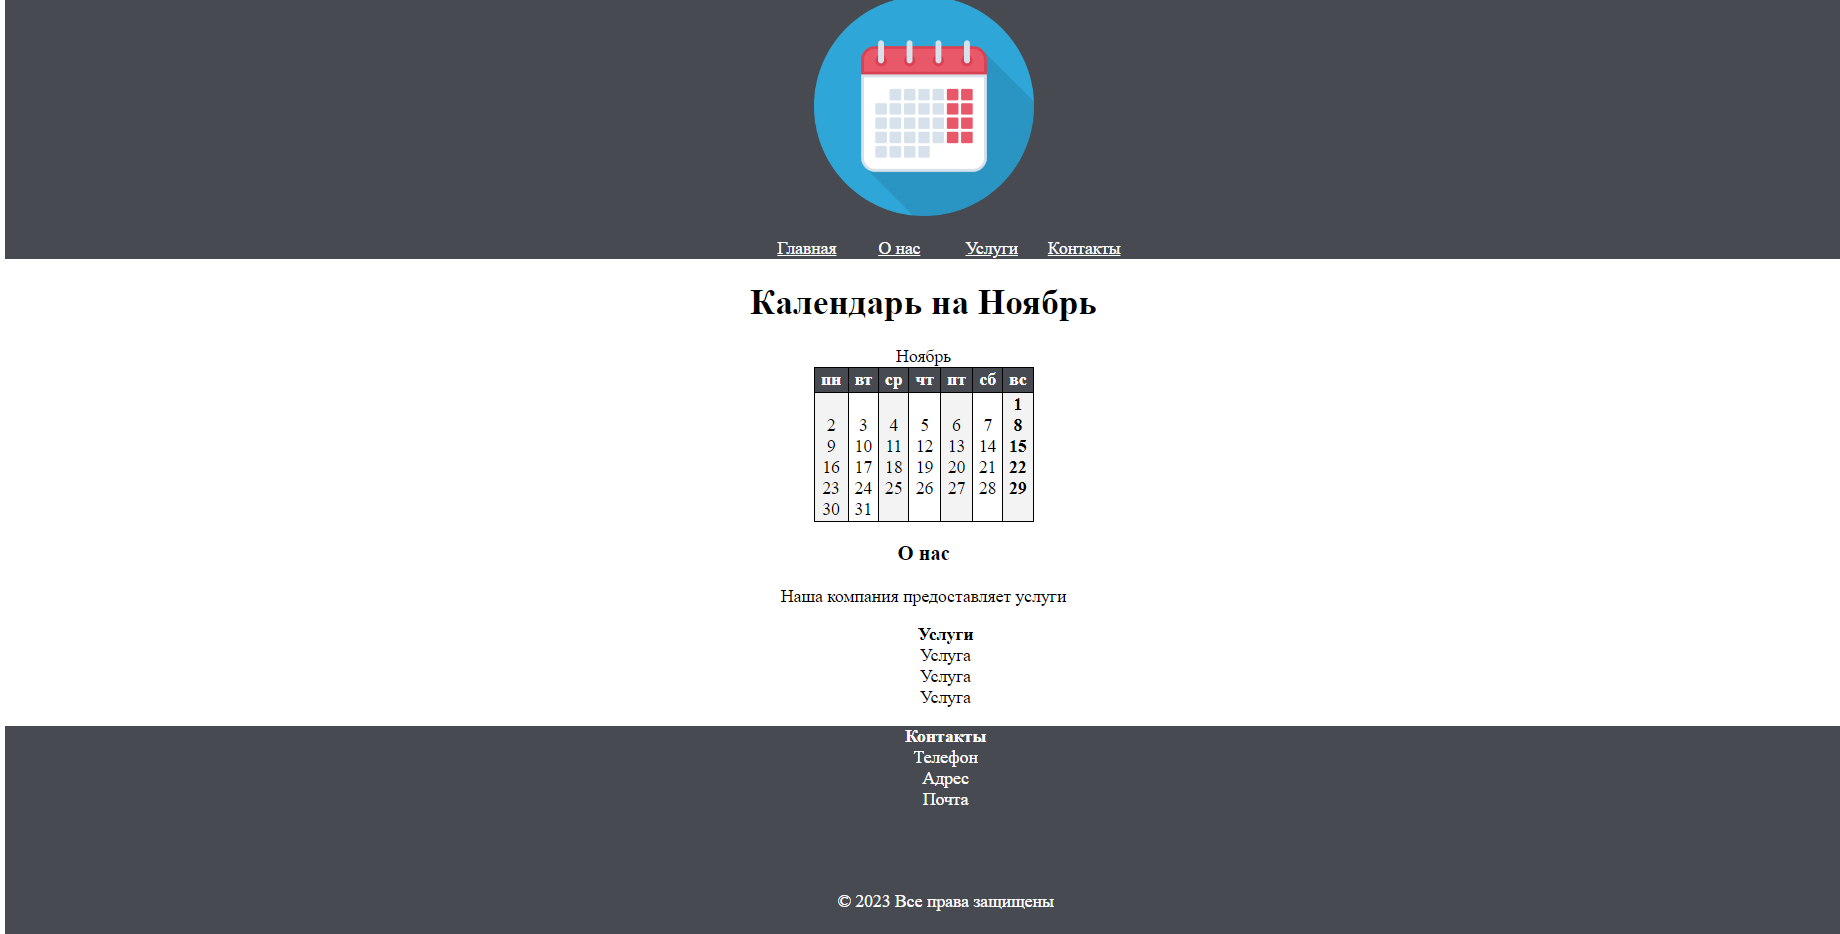 Главная О нас Услуги Контакты
Календарь на Ноябрь
Ноябрь
пн вт ср чт пт сб вс
1
2 3 4 5 6 7 8
9 10 11 12 13 14 15
16 17 18 19 20 21 22
23 24 25 26 27 28 29
30 31
О нас
Наша компания предоставляет услуги
Услуги
Услуга
Услуга
Услуга
Контакты
Телефон
Адрес
Почта
© 2023 Все права защищены